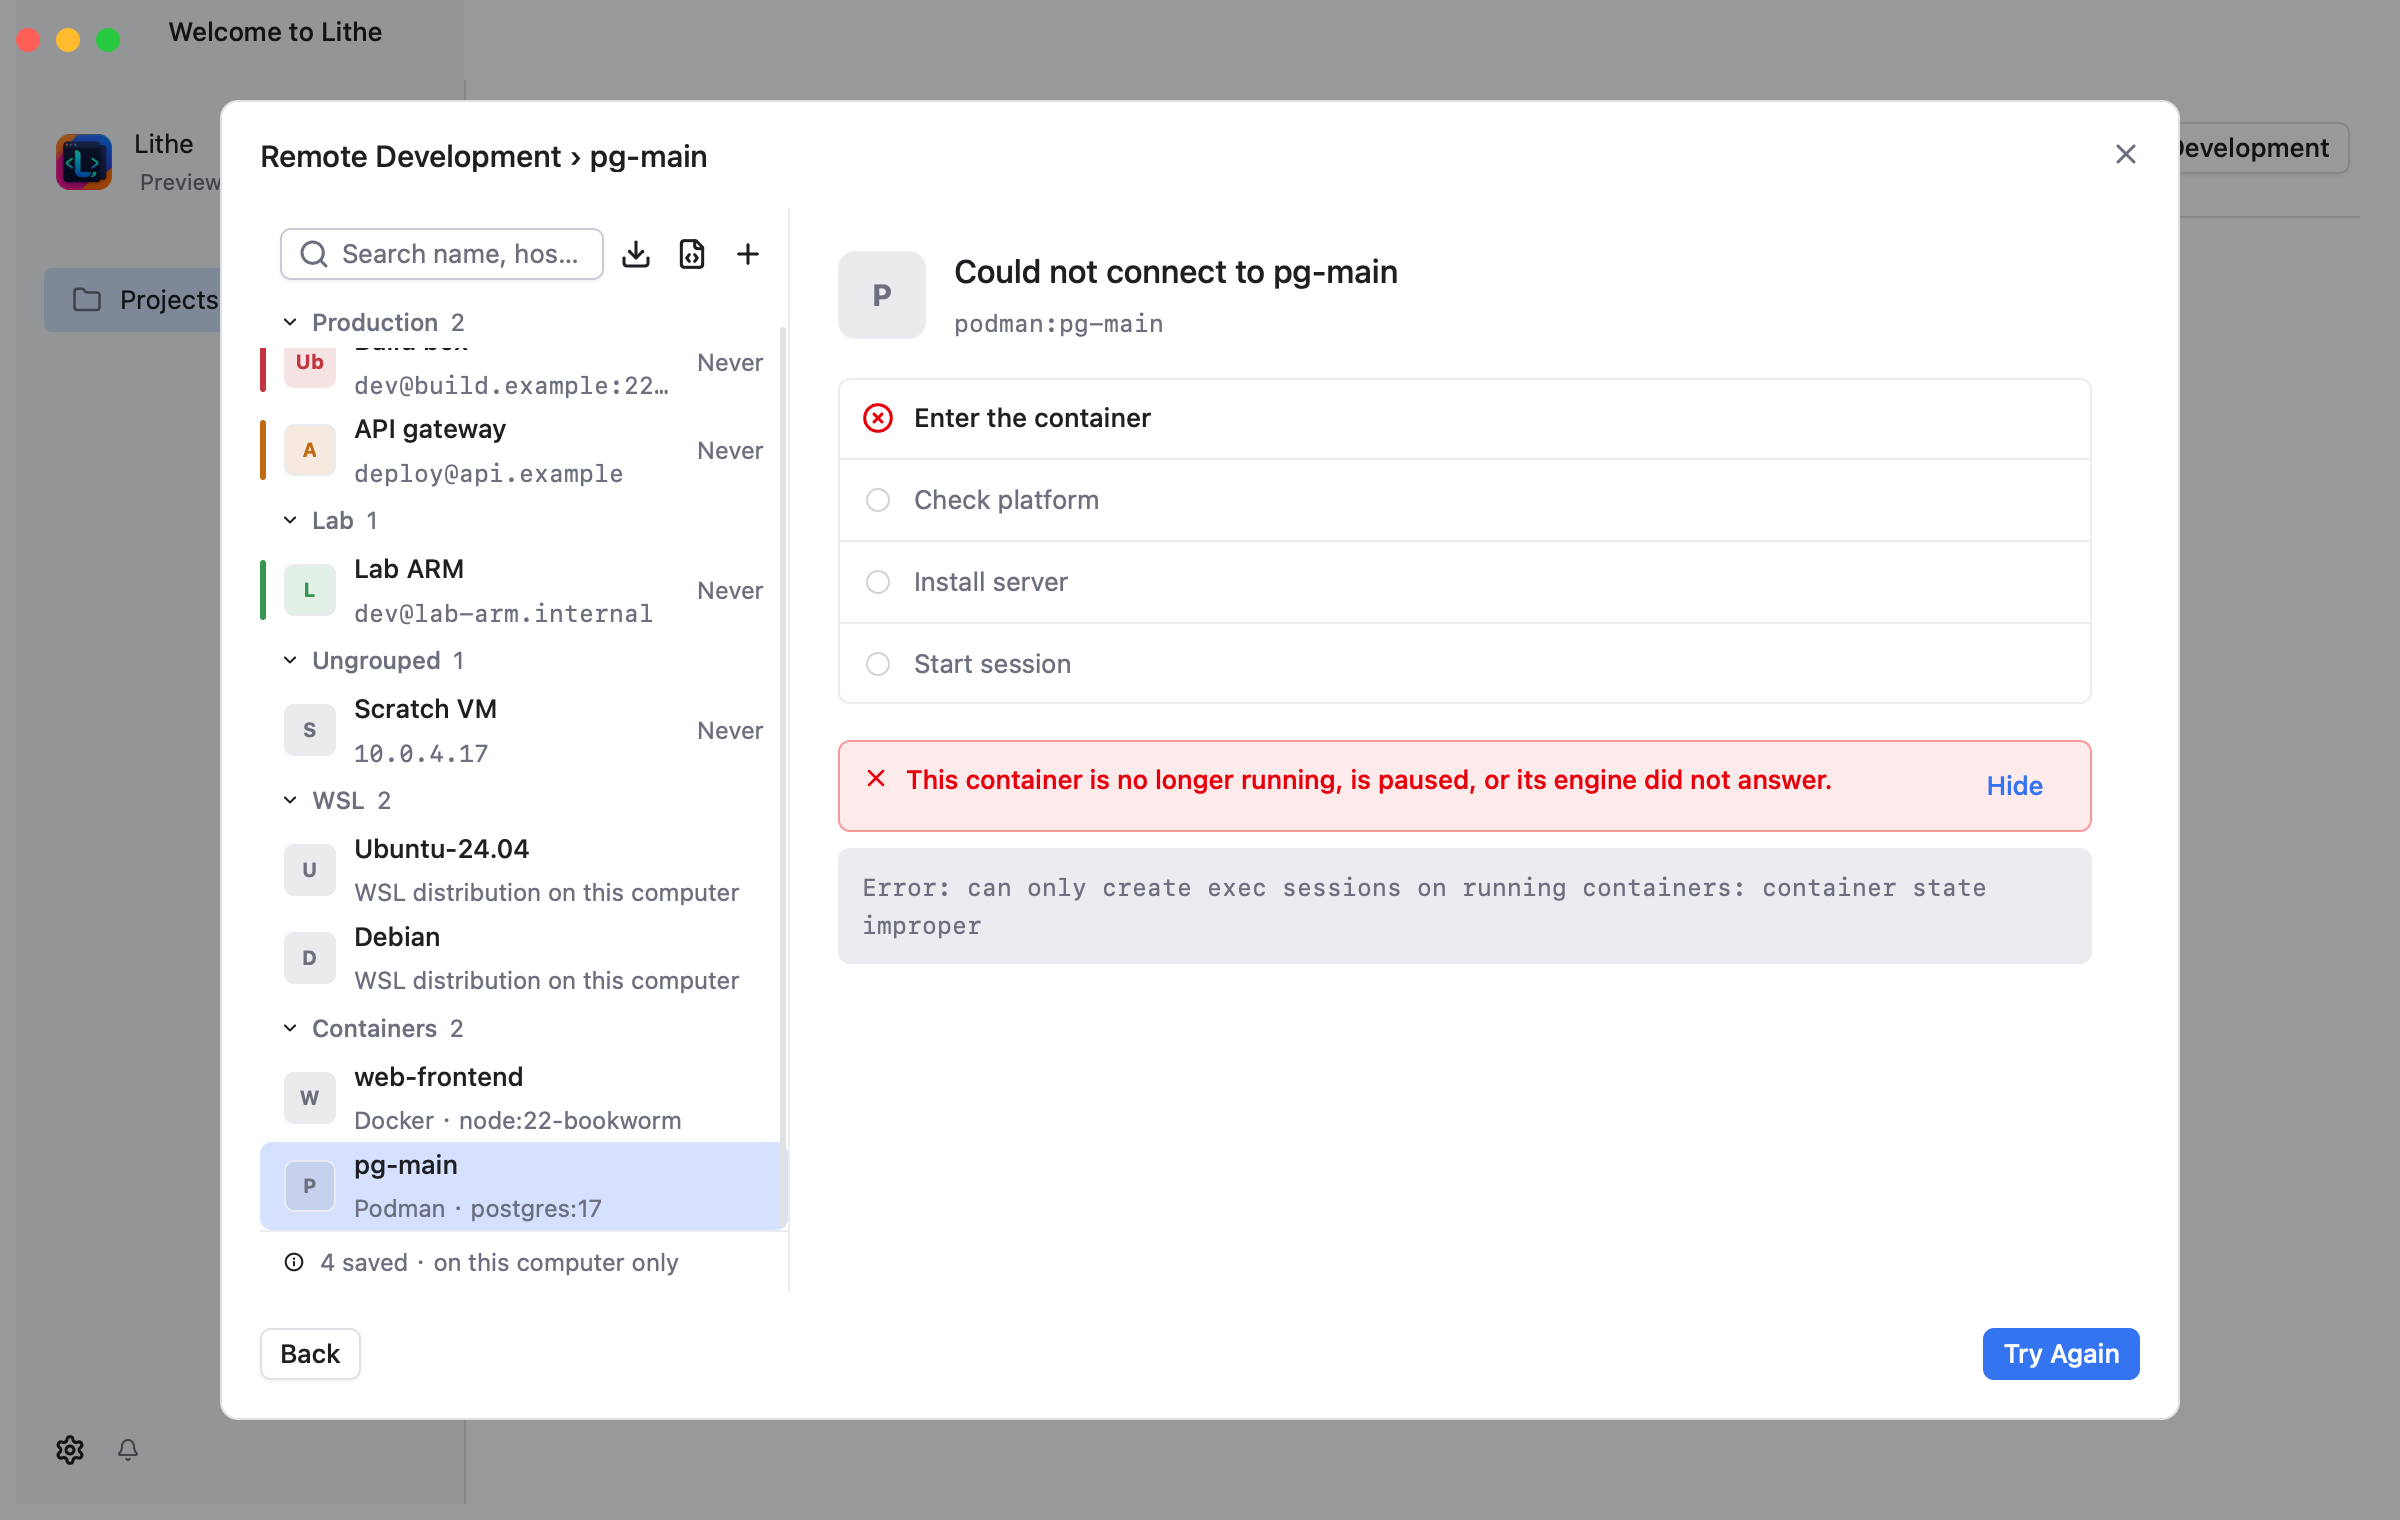 Welcome to Lithe
Lithe
Preview
Projects
Development
Remote Development › pg-main
Search name, hos...
Production 2
Ub
Build box
Never
dev@build.example:22…
A
API gateway
Never
deploy@api.example
Lab 1
L
Lab ARM
Never
dev@lab-arm.internal
Ungrouped 1
S
Scratch VM
Never
10.0.4.17
WSL 2
U
Ubuntu-24.04
WSL distribution on this computer
D
Debian
WSL distribution on this computer
Containers 2
W
web-frontend
Docker · node:22-bookworm
P
pg-main
Podman · postgres:17
4 saved · on this computer only
Back
P
Could not connect to pg-main
podman:pg-main
Enter the container
Check platform
Install server
Start session
This container is no longer running, is paused, or its engine did not answer.
Hide
Error: can only create exec sessions on running containers: container state
improper
Try Again